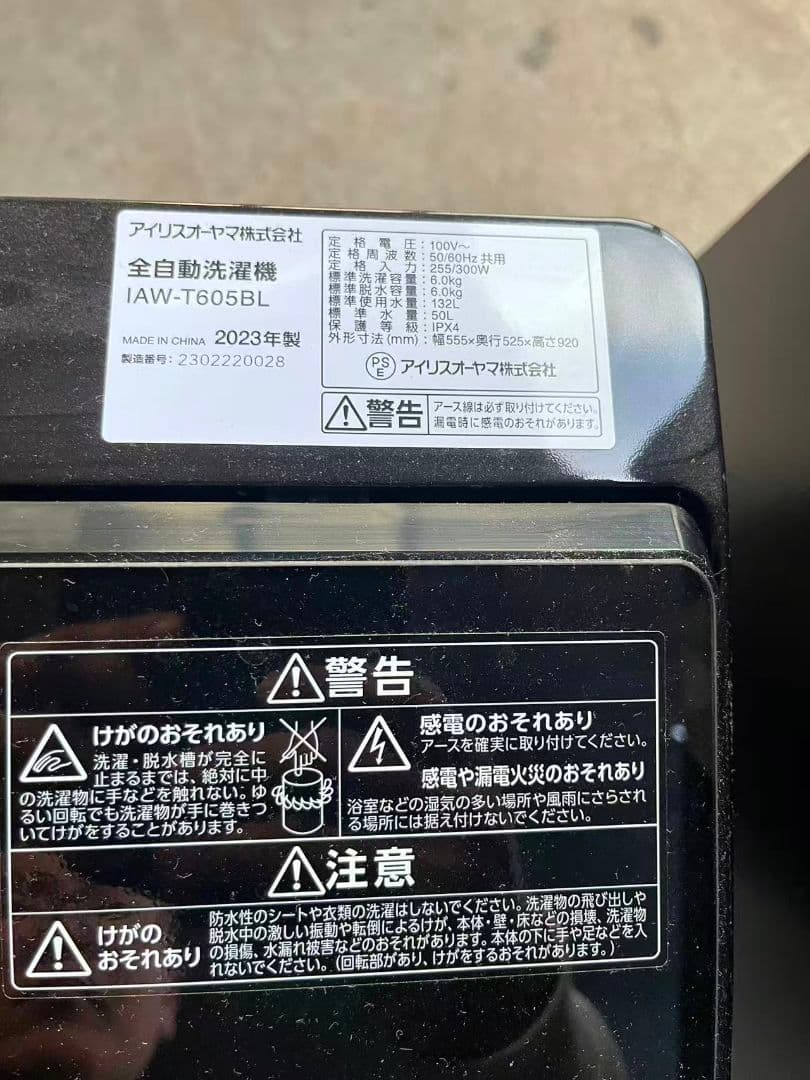 アイリスオーヤマ株式会社
全自動洗濯機
IAW-T605BL
MADE IN CHINA 2023年製
製造番号: 2302220028
定格電圧: 100V～
定格周波数: 50/60Hz 共用
定格入力: 255/300W
標準洗濯容量: 6.0kg
標準脱水容量: 6.0kg
標準使用水量: 132L
標準水量: 50L
保護等級: IPX4
外形寸法(mm): 幅555×奥行525×高さ920
PS
E
アイリスオーヤマ株式会社
警告
アース線は必ず取り付けてください。
漏電時に感電のおそれがあります。
警告
けがのおそれあり
洗濯・脱水槽が完全に
止まるまでは、絶対に中
の洗濯物に手などを触れない。ゆ
るい回転でも洗濯物が手に巻きつ
いてけがをすることがあります。
感電のおそれあり
アースを確実に取り付けてください。
感電や漏電火災のおそれあり
浴室などの湿気の多い場所や風雨にさらされ
る場所には据え付けないでください。
注意
けがの
おそれあり
防水性のシートや衣類の洗濯はしないでください。洗濯物の飛び出しや
脱水中の激しい振動や転倒によるけが、本体・壁・床などの損壊、洗濯物
の損傷、水漏れ被害などのおそれがあります。本体の下に手や足などを入
れないでください。(回転部があり、けがをするおそれがあります。)